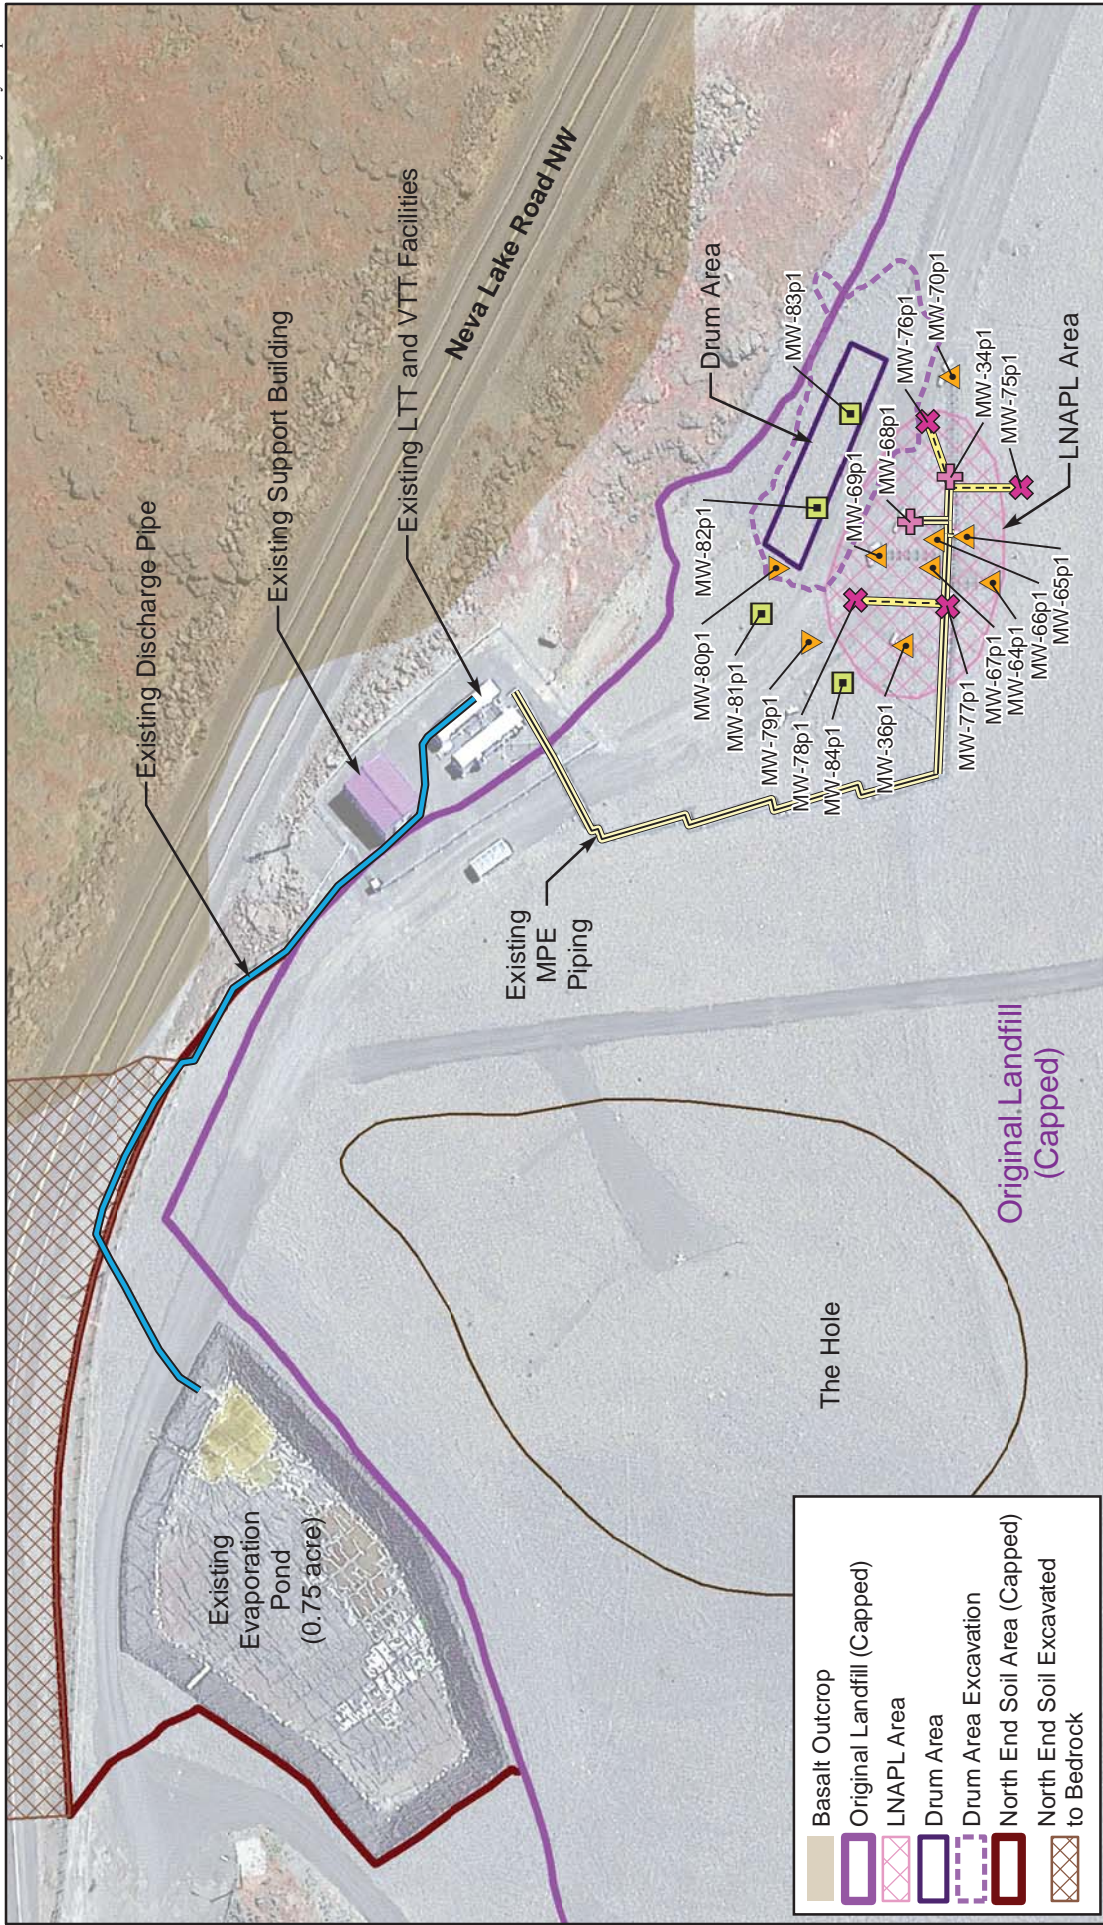 Existing Discharge Pipe
Existing Support Building
Existing LTT and VTT Facilities
Neva Lake Road NW
Drum Area
MW-83p1
MW-82p1
MW-80p1
MW-81p1
MW-79p1
MW-78p1
MW-84p1
MW-36p1
MW-69p1
MW-68p1
MW-76p1
MW-70p1
MW-34p1
MW-75p1
LNAPL Area
MW-77p1
MW-67p1
MW-64p1
MW-66p1
MW-65p1
Existing
MPE
Piping
Original Landfill
(Capped)
The Hole
Existing
Evaporation
Pond
(0.75 acre)
Basalt Outcrop
Original Landfill (Capped)
LNAPL Area
Drum Area
Drum Area Excavation
North End Soil Area (Capped)
North End Soil Excavated
to Bedrock